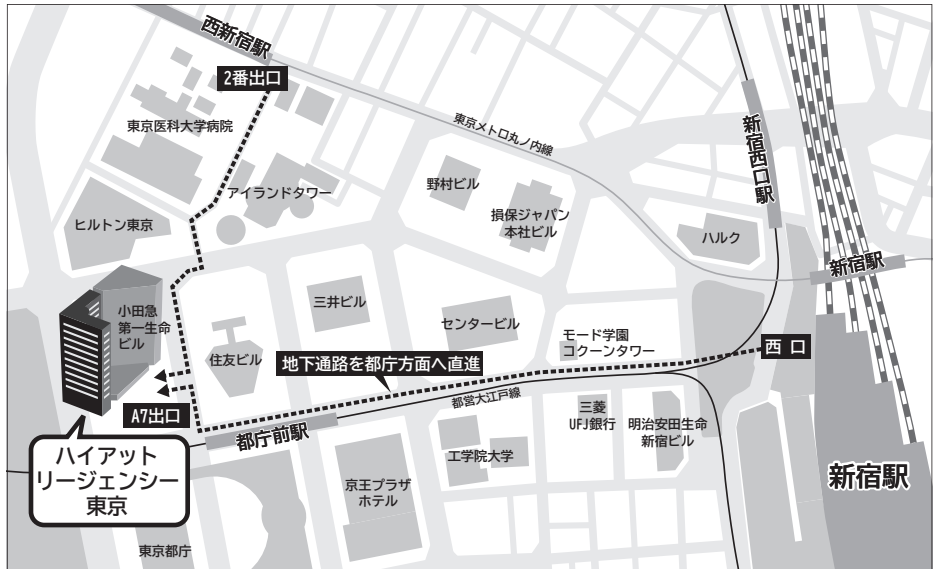 西新宿駅
2番出口
東京医科大学病院
東京メトロ丸ノ内線
新宿西口駅
アイランドタワー
野村ビル
損保ジャパン
本社ビル
ヒルトン東京
ハルク
新宿駅
小田急
第一生命
ビル
三井ビル
センタービル
モード学園
コクーンタワー
西口
住友ビル
地下通路を都庁方面へ直進
A7出口
都営大江戸線
都庁前駅
三菱
UFJ銀行
明治安田生命
新宿ビル
工学院大学
ハイアット
リージェンシー
東京
京王プラザ
ホテル
新宿駅
東京都庁